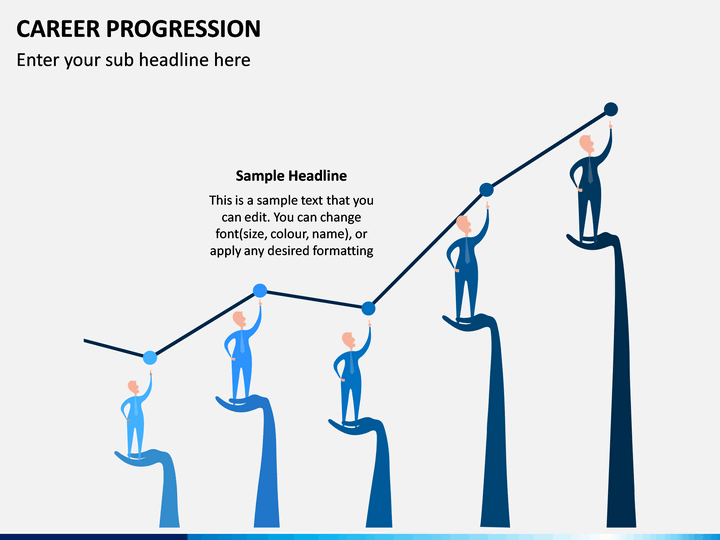 CAREER PROGRESSION
Enter your sub headline here
Sample Headline
This is a sample text that you
can edit. You can change
font(size, colour, name), or
apply any desired formatting